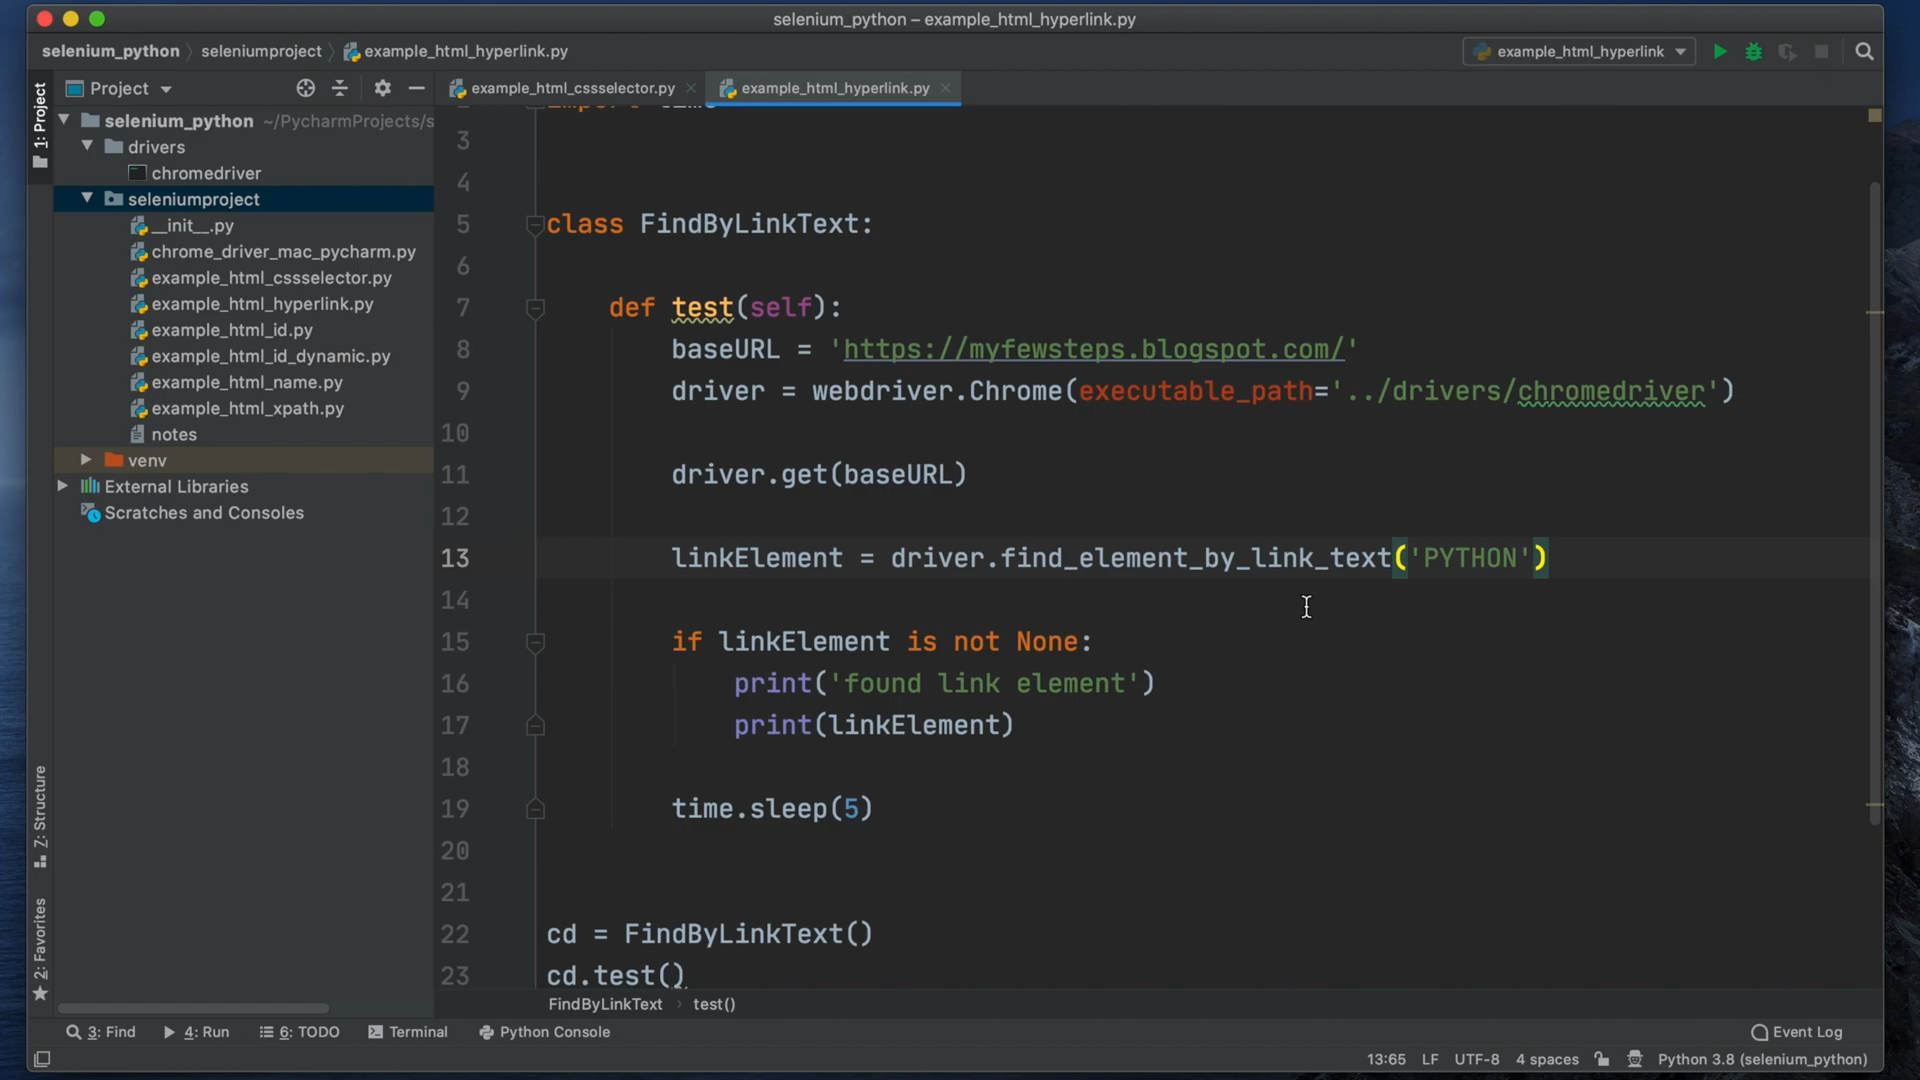 selenium_python – example_html_hyperlink.py
selenium_python seleniumproject example_html_hyperlink.py
example_html_hyperlink
1: Project
Project
example_html_cssselector.py
example_html_hyperlink.py
selenium_python ~/PycharmProjects/s
drivers
chromedriver
seleniumproject
__init__.py
chrome_driver_mac_pycharm.py
example_html_cssselector.py
example_html_hyperlink.py
example_html_id.py
example_html_id_dynamic.py
example_html_name.py
example_html_xpath.py
notes
venv
External Libraries
Scratches and Consoles
Z: Structure
2: Favorites
3
4
5 class FindByLinkText:
6
7 def test(self):
8 baseURL = 'https://myfewsteps.blogspot.com/'
9 driver = webdriver.Chrome(executable_path='../drivers/chromedriver')
10
11 driver.get(baseURL)
12
13 linkElement = driver.find_element_by_link_text('PYTHON')
14
15 if linkElement is not None:
16 print('found link element')
17 print(linkElement)
18
19 time.sleep(5)
20
21
22 cd = FindByLinkText()
23 cd.test()
FindByLinkText test()
3: Find 4: Run 6: TODO Terminal Python Console
Event Log
13:65 LF UTF-8 4 spaces Python 3.8 (selenium_python)